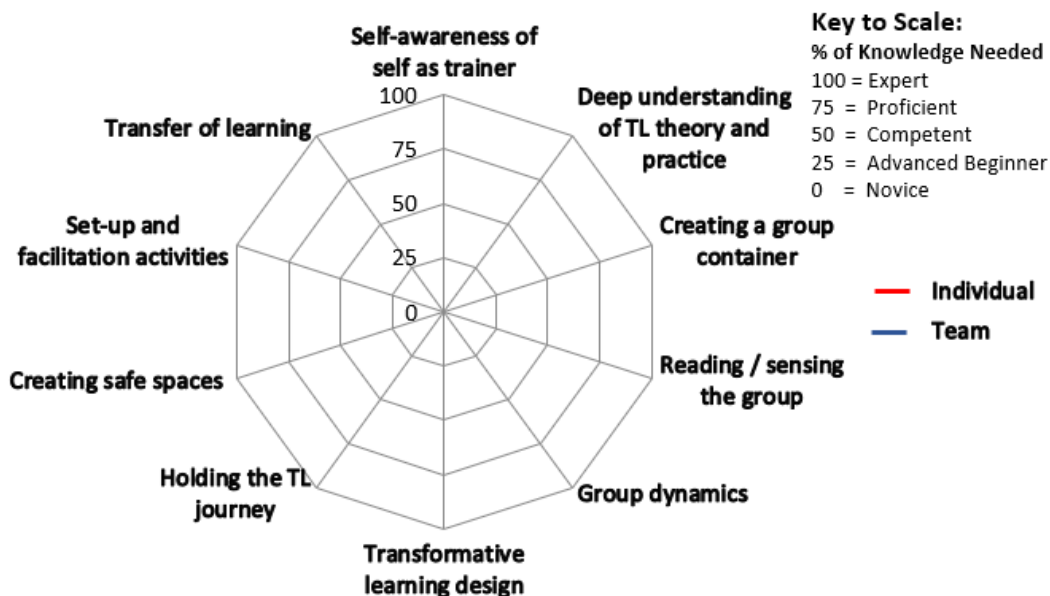 Self-awareness of
self as trainer
Deep understanding
of TL theory and
practice
Creating a group
container
Reading / sensing
the group
Group dynamics
Transformative
learning design
Holding the TL
journey
Creating safe spaces
Set-up and
facilitation activities
Transfer of learning
100
75
50
25
0
Key to Scale:
% of Knowledge Needed
100 = Expert
75 = Proficient
50 = Competent
25 = Advanced Beginner
0 = Novice
Individual
Team